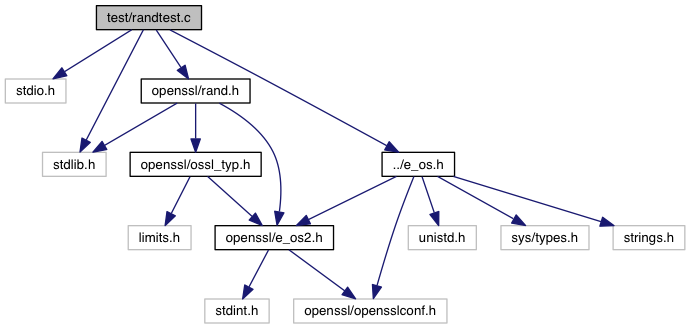 test/randtest.c
stdio.h
openssl/rand.h
stdlib.h
openssl/ossl_typ.h
../e_os.h
limits.h
openssl/e_os2.h
unistd.h
sys/types.h
strings.h
stdint.h
openssl/opensslconf.h